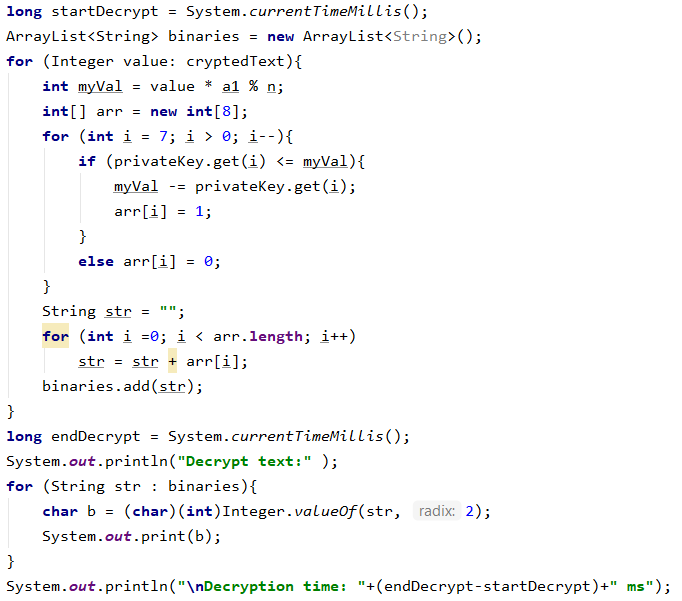 long startDecrypt = System.currentTimeMillis();
ArrayList<String> binaries = new ArrayList<String>();
for (Integer value: cryptedText){
    int myVal = value * a1 % n;
    int[] arr = new int[8];
    for (int i = 7; i > 0; i--){
        if (privateKey.get(i) <= myVal){
            myVal -= privateKey.get(i);
            arr[i] = 1;
        }
        else arr[i] = 0;
    }
    String str = "";
    for (int i =0; i < arr.length; i++)
        str = str + arr[i];
    binaries.add(str);
}
long endDecrypt = System.currentTimeMillis();
System.out.println("Decrypt text:" );
for (String str : binaries){
    char b = (char)(int)Integer.valueOf(str, radix: 2);
    System.out.print(b);
}
System.out.println("\nDecryption time: "+(endDecrypt-startDecrypt)+" ms");